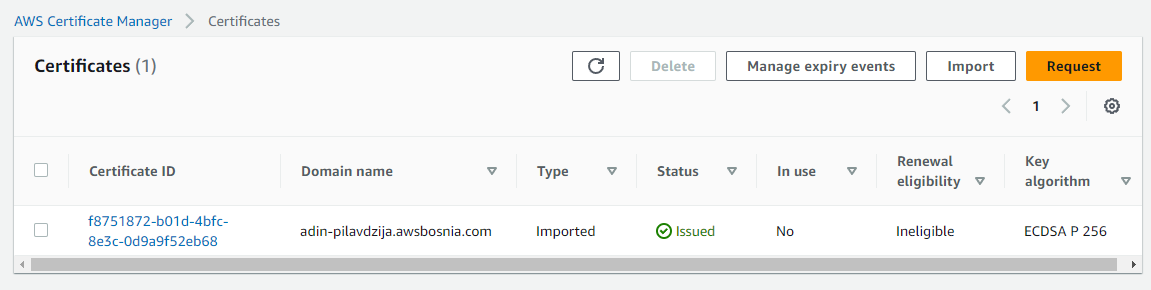 AWS Certificate Manager > Certificates
Certificates (1)
Delete
Manage expiry events
Import
Request
1
Certificate ID
Domain name
Type
Status
In use
Renewal
eligibility
Key
algorithm
f8751872-b01d-4bfc-
8e3c-0d9a9f52eb68
adin-pilavdzija.awsbosnia.com
Imported
Issued
No
Ineligible
ECDSA P 256